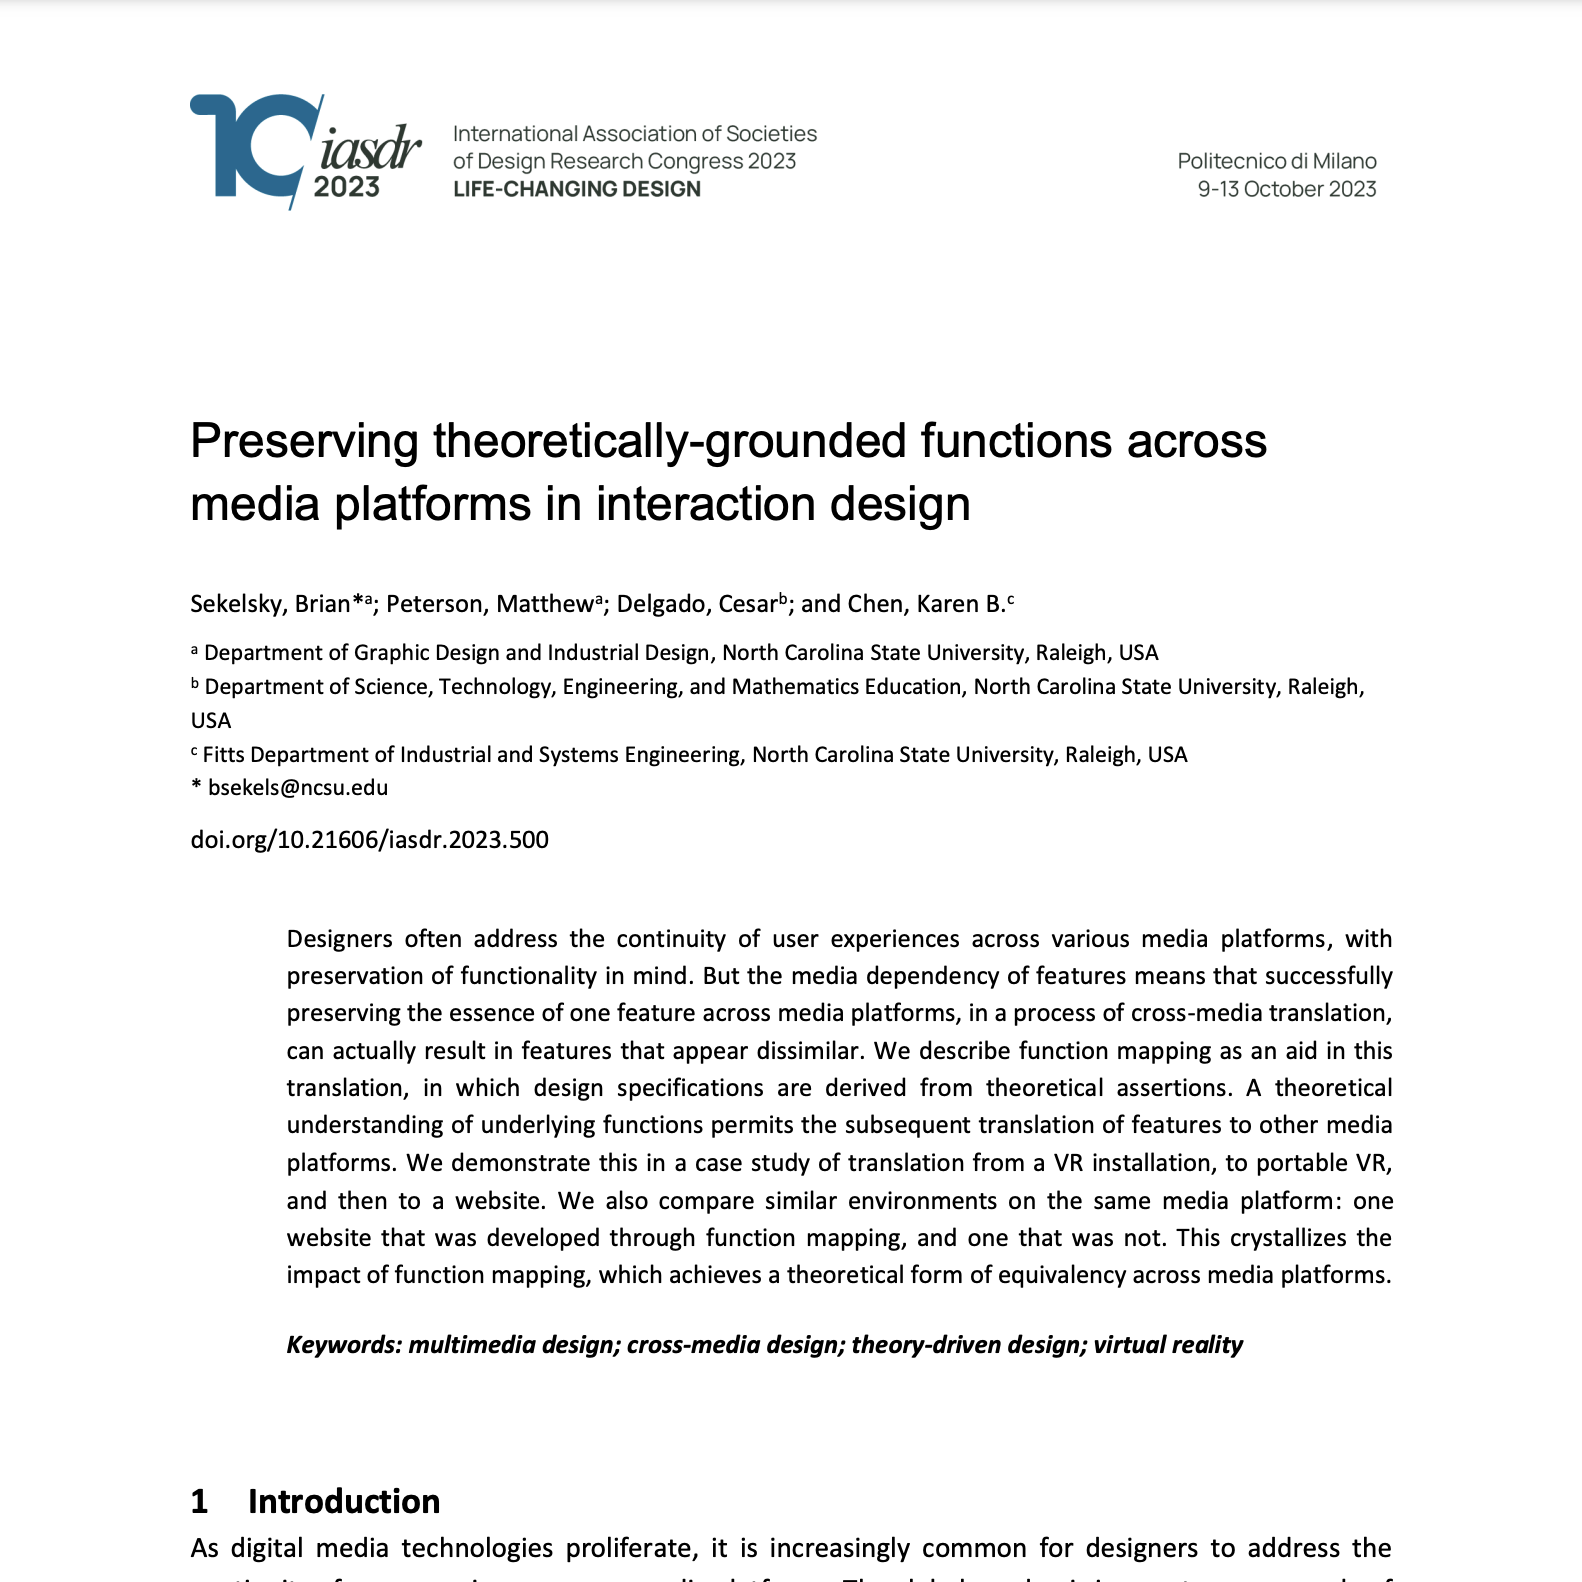 iasdr
2023
International Association of Societies
of Design Research Congress 2023
LIFE-CHANGING DESIGN
Politecnico di Milano
9-13 October 2023
Preserving theoretically-grounded functions across
media platforms in interaction design
Sekelsky, Brian*ᵃ; Peterson, Matthewᵃ; Delgado, Cesarᵇ; and Chen, Karen B.ᶜ
ᵃ Department of Graphic Design and Industrial Design, North Carolina State University, Raleigh, USA
ᵇ Department of Science, Technology, Engineering, and Mathematics Education, North Carolina State University, Raleigh,
USA
ᶜ Fitts Department of Industrial and Systems Engineering, North Carolina State University, Raleigh, USA
* bsekels@ncsu.edu
doi.org/10.21606/iasdr.2023.500
Designers often address the continuity of user experiences across various media platforms, with
preservation of functionality in mind. But the media dependency of features means that successfully
preserving the essence of one feature across media platforms, in a process of cross-media translation,
can actually result in features that appear dissimilar. We describe function mapping as an aid in this
translation, in which design specifications are derived from theoretical assertions. A theoretical
understanding of underlying functions permits the subsequent translation of features to other media
platforms. We demonstrate this in a case study of translation from a VR installation, to portable VR,
and then to a website. We also compare similar environments on the same media platform: one
website that was developed through function mapping, and one that was not. This crystallizes the
impact of function mapping, which achieves a theoretical form of equivalency across media platforms.
Keywords: multimedia design; cross-media design; theory-driven design; virtual reality
1 Introduction
As digital media technologies proliferate, it is increasingly common for designers to address the